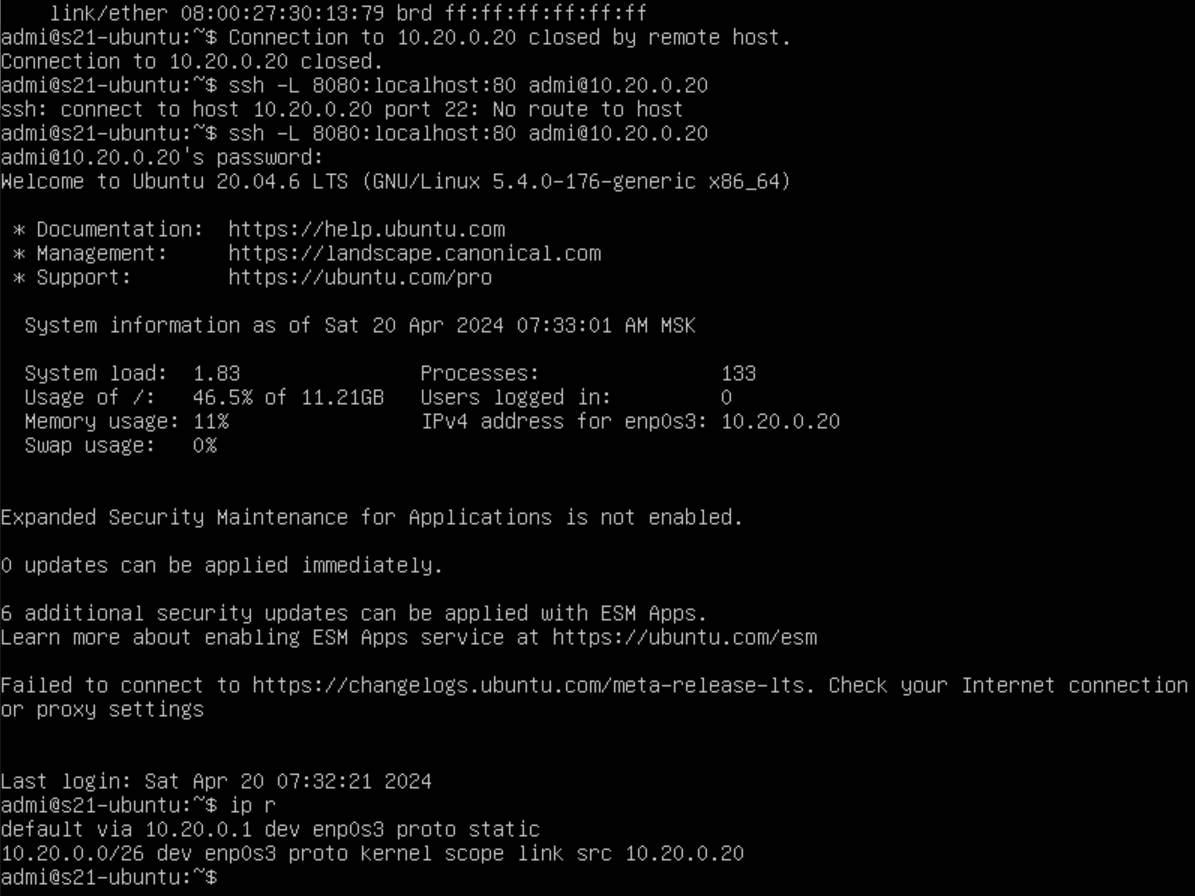 link/ether 08:00:27:30:13:79 brd ff:ff:ff:ff:ff:ff
admi@s21-ubuntu:~$ Connection to 10.20.0.20 closed by remote host.
Connection to 10.20.0.20 closed.
admi@s21-ubuntu:~$ ssh -L 8080:localhost:80 admi@10.20.0.20
ssh: connect to host 10.20.0.20 port 22: No route to host
admi@s21-ubuntu:~$ ssh -L 8080:localhost:80 admi@10.20.0.20
admi@10.20.0.20's password:
Welcome to Ubuntu 20.04.6 LTS (GNU/Linux 5.4.0-176-generic x86_64)
* Documentation:  https://help.ubuntu.com
* Management:     https://landscape.canonical.com
* Support:        https://ubuntu.com/pro
System information as of Sat 20 Apr 2024 07:33:01 AM MSK
System load:  1.83               Processes:               133
Usage of /:   46.5% of 11.21GB   Users logged in:         0
Memory usage: 11%                IPv4 address for enp0s3: 10.20.0.20
Swap usage:   0%
Expanded Security Maintenance for Applications is not enabled.
0 updates can be applied immediately.
6 additional security updates can be applied with ESM Apps.
Learn more about enabling ESM Apps service at https://ubuntu.com/esm
Failed to connect to https://changelogs.ubuntu.com/meta-release-lts. Check your Internet connection
or proxy settings
Last login: Sat Apr 20 07:32:21 2024
admi@s21-ubuntu:~$ ip r
default via 10.20.0.1 dev enp0s3 proto static
10.20.0.0/26 dev enp0s3 proto kernel scope link src 10.20.0.20
admi@s21-ubuntu:~$